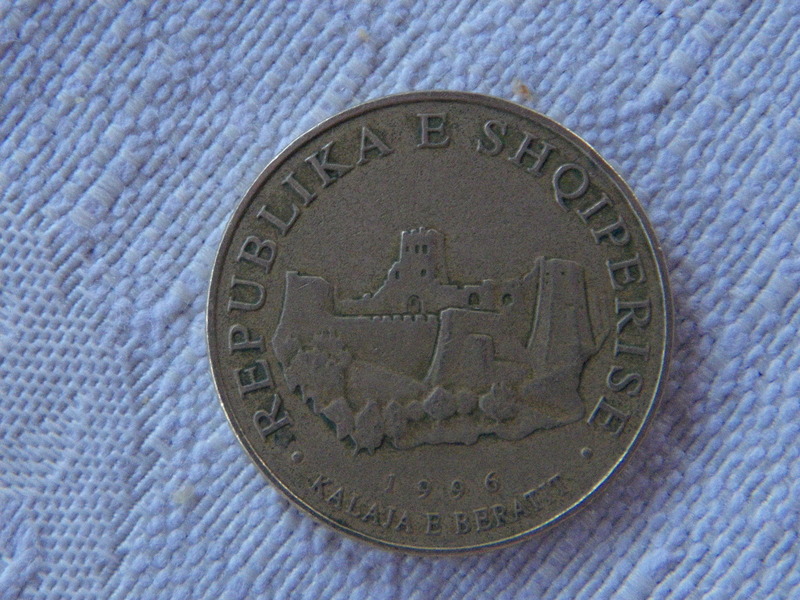 REPUBLIKA E SHQIPERISE
1996
KALAJA E BERATIT